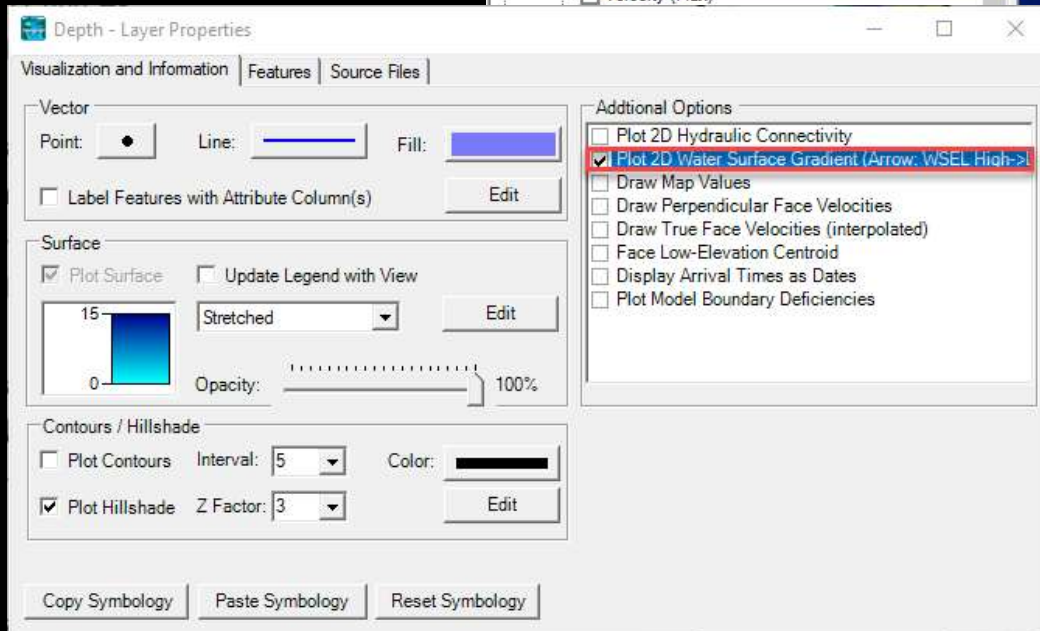 Velocity (Max)
Depth - Layer Properties
Visualization and Information Features Source Files
Vector
Point: Line: Fill:
Label Features with Attribute Column(s) Edit
Surface
Plot Surface Update Legend with View
15
Stretched Edit
0
Opacity: 100%
Contours / Hillshade
Plot Contours Interval: 5 Color:
Plot Hillshade Z Factor: 3 Edit
Copy Symbology Paste Symbology Reset Symbology
Addtional Options
Plot 2D Hydraulic Connectivity
Plot 2D Water Surface Gradient (Arrow: WSEL High->L
Draw Map Values
Draw Perpendicular Face Velocities
Draw True Face Velocities (interpolated)
Face Low-Elevation Centroid
Display Arrival Times as Dates
Plot Model Boundary Deficiencies